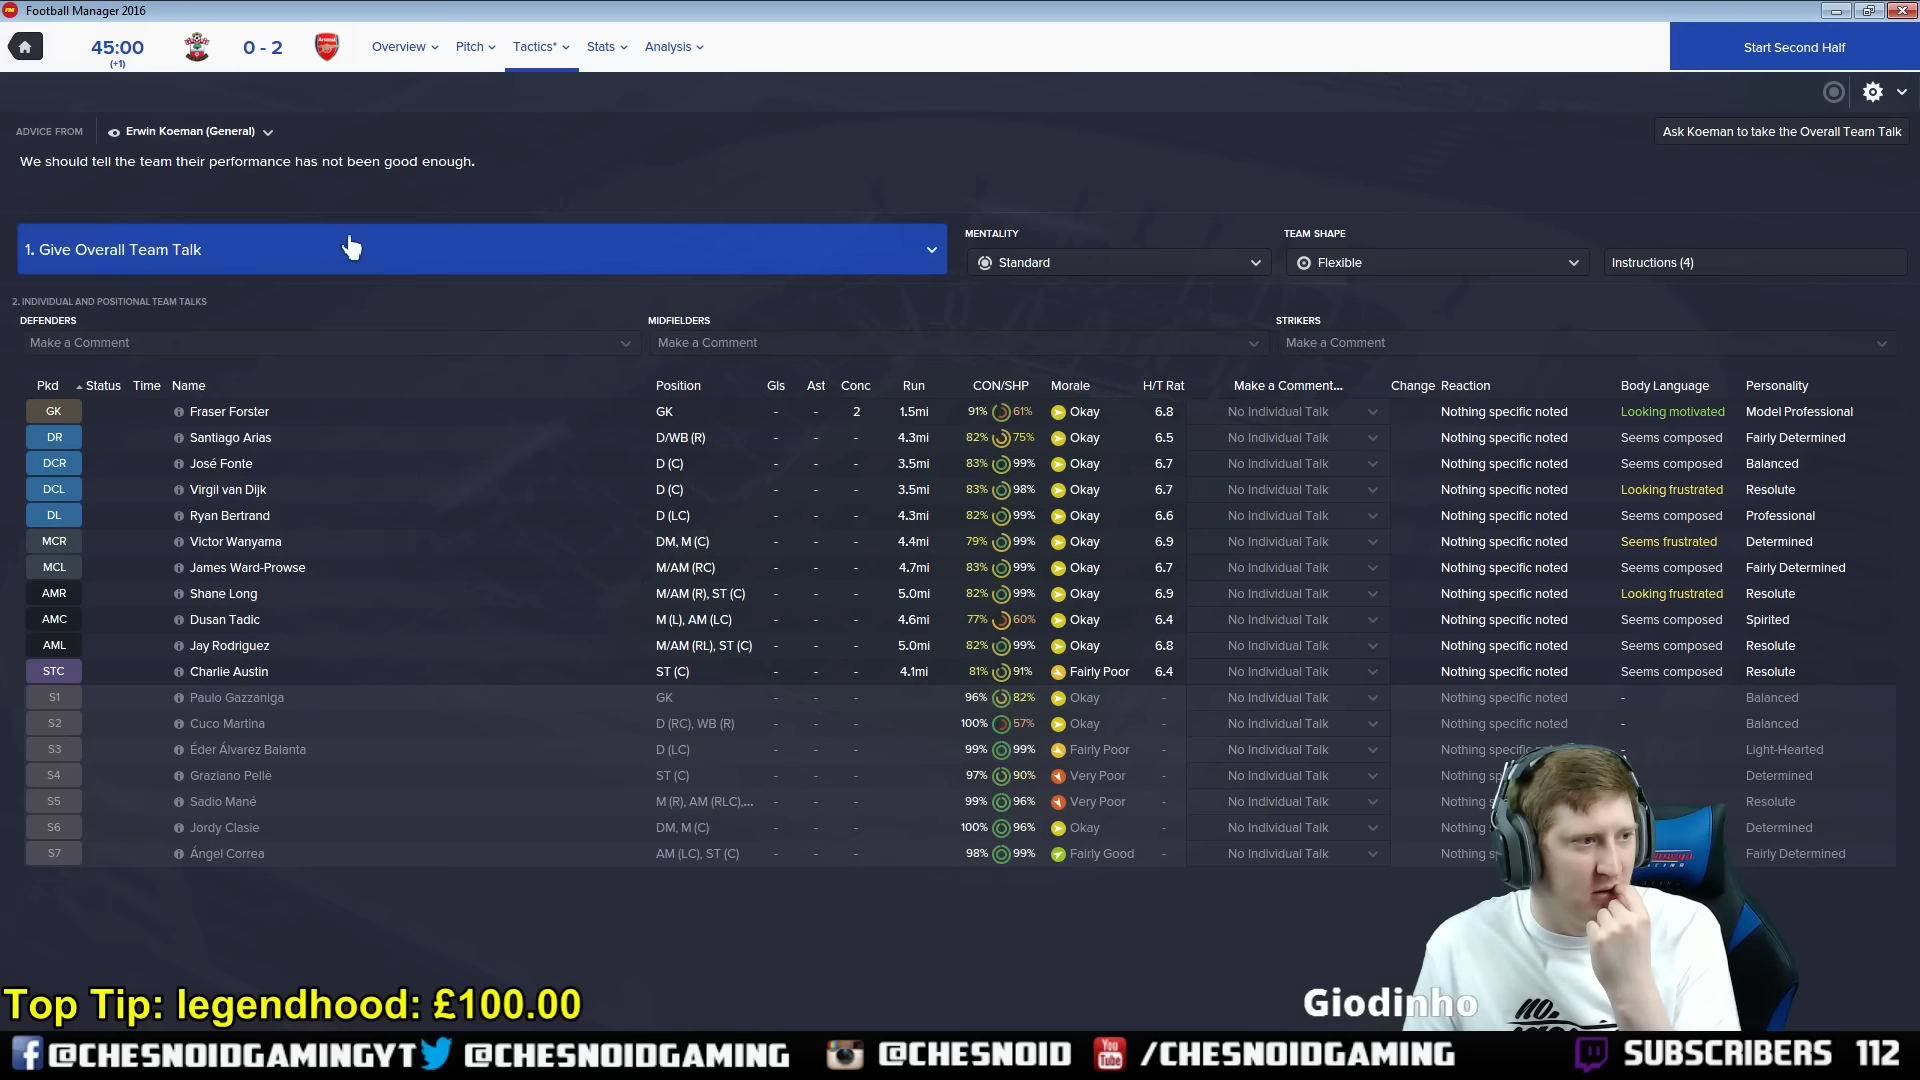 Football Manager 2016
45:00
(+1)
0 - 2
Overview
Pitch
Tactics*
Stats
Analysis
Start Second Half
ADVICE FROM
Erwin Koeman (General)
Ask Koeman to take the Overall Team Talk
We should tell the team their performance has not been good enough.
1. Give Overall Team Talk
MENTALITY
Standard
TEAM SHAPE
Flexible
Instructions (4)
2. INDIVIDUAL AND POSITIONAL TEAM TALKS
DEFENDERS MIDFIELDERS STRIKERS
Make a Comment Make a Comment Make a Comment
Pkd Status Time Name Position Gls Ast Conc Run CON/SHP Morale H/T Rat Make a Comment... Change Reaction Body Language Personality
GK Fraser Forster GK - - 2 1.5mi 91% 61% Okay 6.8 No Individual Talk Nothing specific noted Looking motivated Model Professional
DR Santiago Arias D/WB (R) - - - 4.3mi 82% 75% Okay 6.5 No Individual Talk Nothing specific noted Seems composed Fairly Determined
DCR José Fonte D (C) - - - 3.5mi 83% 99% Okay 6.7 No Individual Talk Nothing specific noted Seems composed Balanced
DCL Virgil van Dijk D (C) - - - 3.5mi 83% 98% Okay 6.7 No Individual Talk Nothing specific noted Looking frustrated Resolute
DL Ryan Bertrand D (LC) - - - 4.3mi 82% 99% Okay 6.6 No Individual Talk Nothing specific noted Seems composed Professional
MCR Victor Wanyama DM, M (C) - - - 4.4mi 79% 99% Okay 6.9 No Individual Talk Nothing specific noted Seems frustrated Determined
MCL James Ward-Prowse M/AM (RC) - - - 4.7mi 83% 99% Okay 6.7 No Individual Talk Nothing specific noted Seems composed Fairly Determined
AMR Shane Long M/AM (R), ST (C) - - - 5.0mi 82% 99% Okay 6.9 No Individual Talk Nothing specific noted Looking frustrated Resolute
AMC Dusan Tadic M (L), AM (LC) - - - 4.6mi 77% 60% Okay 6.4 No Individual Talk Nothing specific noted Seems composed Spirited
AML Jay Rodriguez M/AM (RL), ST (C) - - - 5.0mi 82% 99% Okay 6.8 No Individual Talk Nothing specific noted Seems composed Resolute
STC Charlie Austin ST (C) - - - 4.1mi 81% 91% Fairly Poor 6.4 No Individual Talk Nothing specific noted Seems composed Resolute
S1 Paulo Gazzaniga GK - - - 96% 82% Okay - No Individual Talk Nothing specific noted - Balanced
S2 Cuco Martina D (RC), WB (R) - - - 100% 57% Okay - No Individual Talk Nothing specific noted - Balanced
S3 Éder Álvarez Balanta D (LC) - - - 99% 99% Fairly Poor - No Individual Talk Nothing specific noted - Light-Hearted
S4 Graziano Pellè ST (C) - - - 97% 90% Very Poor - No Individual Talk Nothing Determined
S5 Sadio Mané M (R), AM (RLC),... - - - 99% 96% Very Poor - No Individual Talk Nothing Resolute
S6 Jordy Clasie DM, M (C) - - - 100% 96% Okay - No Individual Talk Nothing Determined
S7 Ángel Correa AM (LC), ST (C) - - - 98% 99% Fairly Good - No Individual Talk Nothing Fairly Determined
Top Tip: legendhood: £100.00
Giodinho
@CHESNOIDGAMINGYT @CHESNOIDGAMING @CHESNOID You Tube /CHESNOIDGAMING SUBSCRIBERS 112